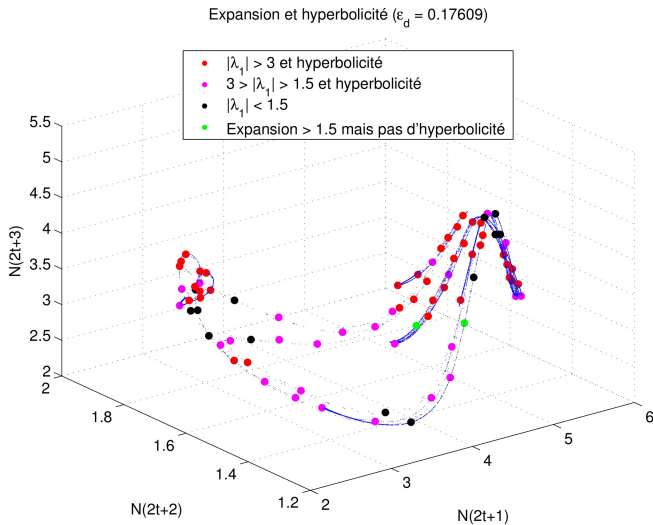 Expansion et hyperbolicité (ε_d = 0.17609)
|λ_1| > 3 et hyperbolicité
3 > |λ_1| > 1.5 et hyperbolicité
|λ_1| < 1.5
Expansion > 1.5 mais pas d'hyperbolicité
5.5
5
4.5
4
3.5
3
2.5
2
N(2t+3)
2
1.8
1.6
1.4
1.2
N(2t+2)
2
3
4
5
6
N(2t+1)